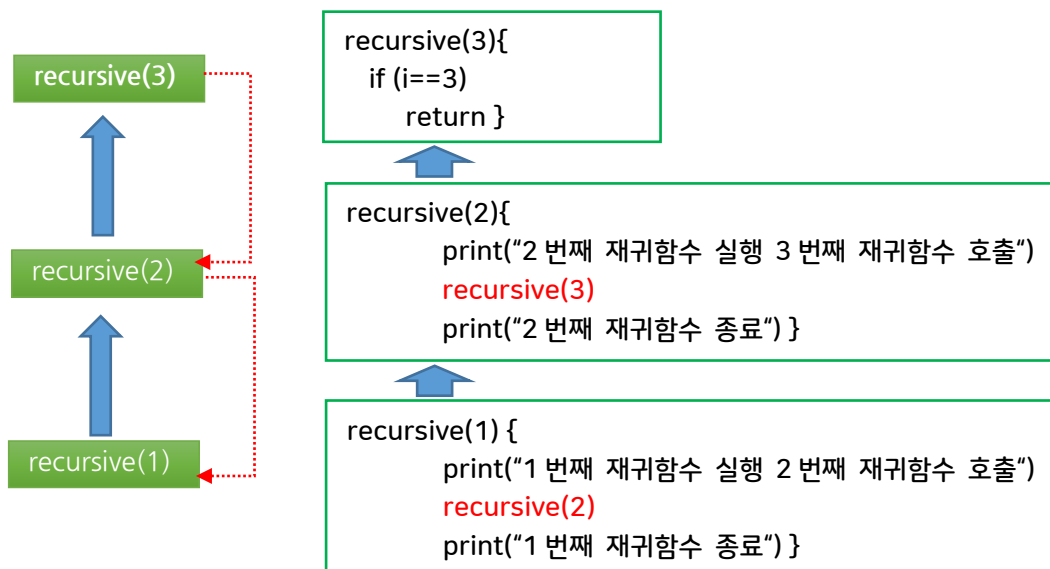 recursive(3)
recursive(2)
recursive(1)
recursive(3){
if (i==3)
return }
recursive(2){
print(“2 번째 재귀함수 실행 3 번째 재귀함수 호출“)
recursive(3)
print(“2 번째 재귀함수 종료“) }
recursive(1) {
print(“1 번째 재귀함수 실행 2 번째 재귀함수 호출“)
recursive(2)
print(“1 번째 재귀함수 종료“) }